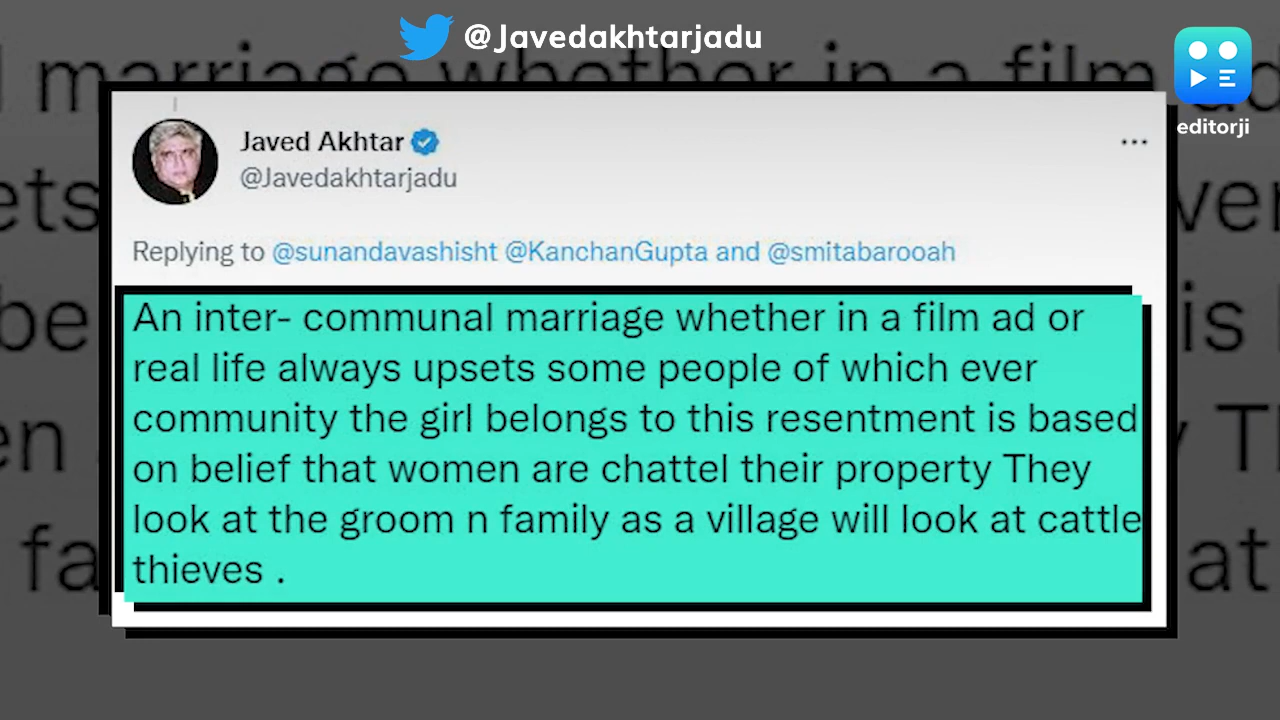 @Javedakhtarjadu
editorji
Javed Akhtar
@Javedakhtarjadu
Replying to @sunandavashisht @KanchanGupta and @smitabarooah
An inter- communal marriage whether in a film ad or
real life always upsets some people of which ever
community the girl belongs to this resentment is based
on belief that women are chattel their property They
look at the groom n family as a village will look at cattle
thieves .